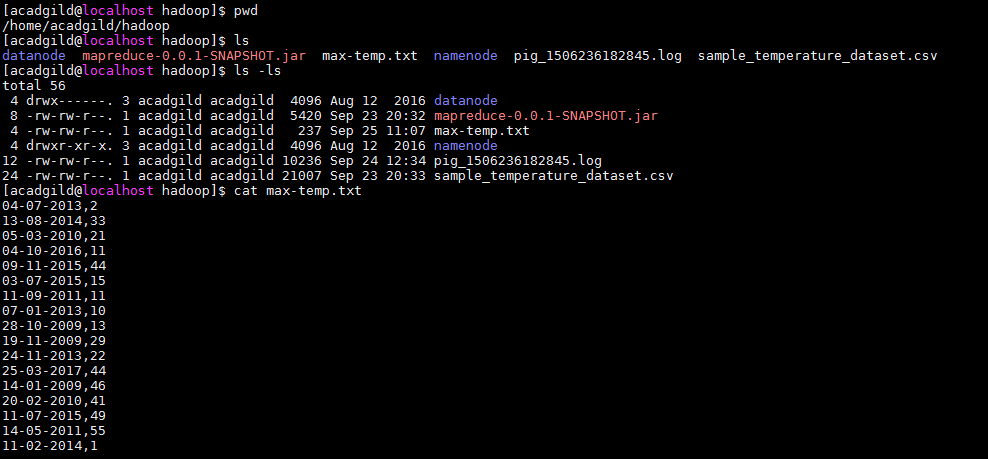 [acadgild@localhost hadoop]$ pwd
/home/acadgild/hadoop
[acadgild@localhost hadoop]$ ls
datanode  mapreduce-0.0.1-SNAPSHOT.jar  max-temp.txt  namenode  pig_1506236182845.log  sample_temperature_dataset.csv
[acadgild@localhost hadoop]$ ls -ls
total 56
 4 drwx------. 3 acadgild acadgild  4096 Aug 12  2016 datanode
 8 -rw-rw-r--. 1 acadgild acadgild  5420 Sep 23 20:32 mapreduce-0.0.1-SNAPSHOT.jar
 4 -rw-rw-r--. 1 acadgild acadgild   237 Sep 25 11:07 max-temp.txt
 4 drwxr-xr-x. 3 acadgild acadgild  4096 Aug 12  2016 namenode
12 -rw-rw-r--. 1 acadgild acadgild 10236 Sep 24 12:34 pig_1506236182845.log
24 -rw-rw-r--. 1 acadgild acadgild 21007 Sep 23 20:33 sample_temperature_dataset.csv
[acadgild@localhost hadoop]$ cat max-temp.txt
04-07-2013,2
13-08-2014,33
05-03-2010,21
04-10-2016,11
09-11-2015,44
03-07-2015,15
11-09-2011,11
07-01-2013,10
28-10-2009,13
19-11-2009,29
24-11-2013,22
25-03-2017,44
14-01-2009,46
20-02-2010,41
11-07-2015,49
14-05-2011,55
11-02-2014,1